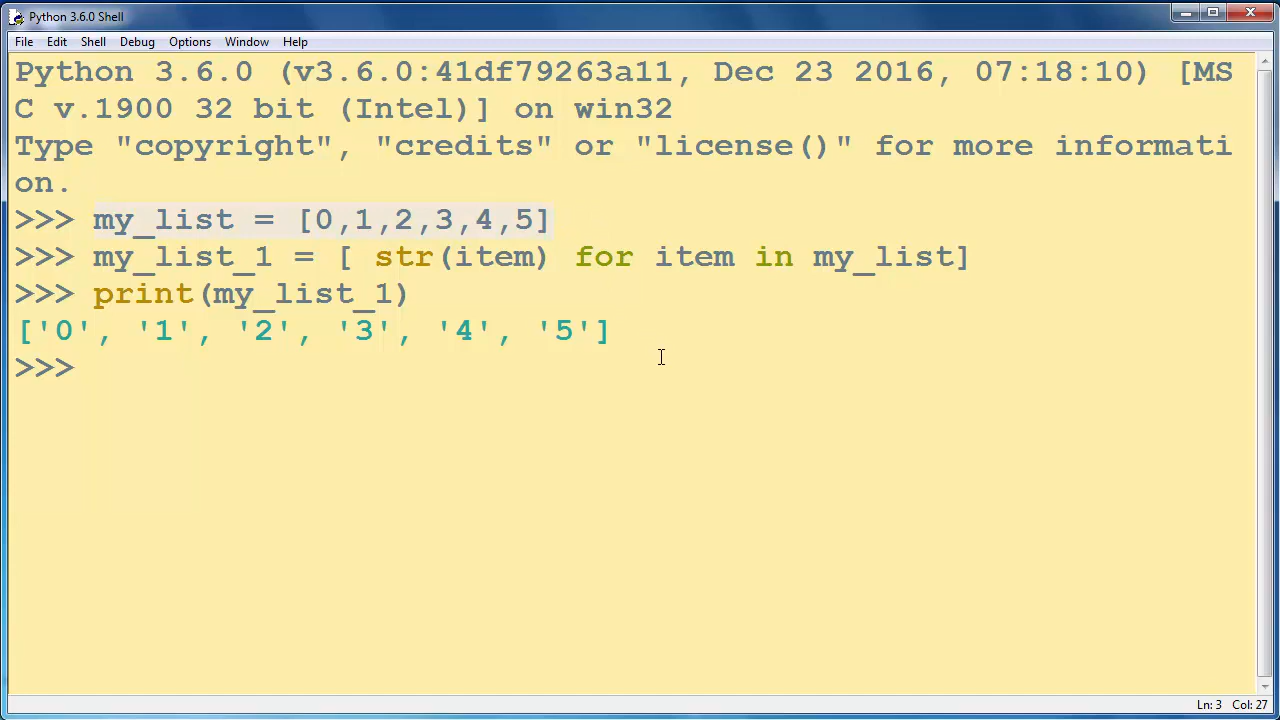 Python 3.6.0 Shell
File Edit Shell Debug Options Window Help
Python 3.6.0 (v3.6.0:41df79263a11, Dec 23 2016, 07:18:10) [MS
C v.1900 32 bit (Intel)] on win32
Type "copyright", "credits" or "license()" for more informati
on.
>>> my_list = [0,1,2,3,4,5]
>>> my_list_1 = [ str(item) for item in my_list]
>>> print(my_list_1)
['0', '1', '2', '3', '4', '5']
>>>
Ln: 3 Col: 27